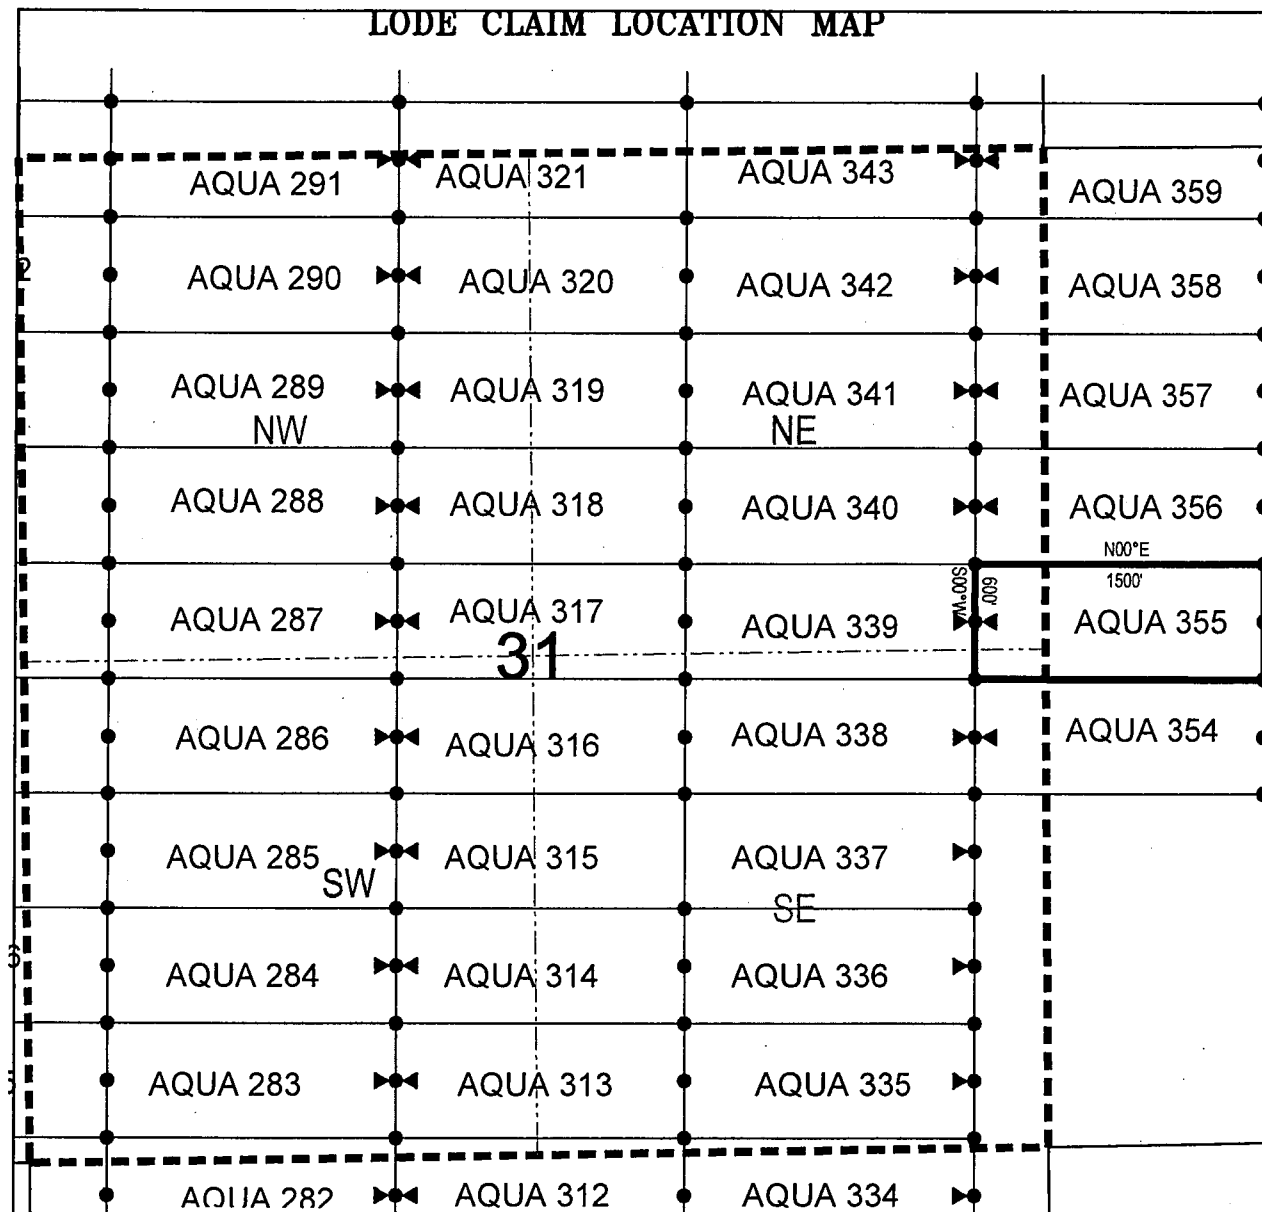 LODE CLAIM LOCATION MAP
AQUA 291 AQUA 321 AQUA 343 AQUA 359
2 AQUA 290 AQUA 320 AQUA 342 AQUA 358
AQUA 289 AQUA 319 AQUA 341 AQUA 357
NW NE
AQUA 288 AQUA 318 AQUA 340 AQUA 356
N00°E
1500'
S00°W
600'
AQUA 287 AQUA 317 AQUA 339 AQUA 355
31
AQUA 286 AQUA 316 AQUA 338 AQUA 354
AQUA 285 AQUA 315 AQUA 337
SW SE
AQUA 284 AQUA 314 AQUA 336
AQUA 283 AQUA 313 AQUA 335
AQUA 282 AQUA 312 AQUA 334